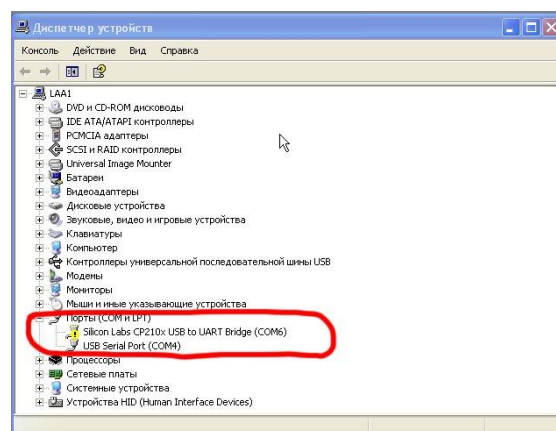 Диспетчер устройств
Консоль Действие Вид Справка
LAA1
DVD и CD-ROM дисководы
IDE ATA/ATAPI контроллеры
PCMCIA адаптеры
SCSI и RAID контроллеры
Universal Image Mounter
Батареи
Видеоадаптеры
Дисковые устройства
Звуковые, видео и игровые устройства
Клавиатуры
Компьютер
Контроллеры универсальной последовательной шины USB
Модемы
Мониторы
Мыши и иные указывающие устройства
Порты (COM и LPT)
Silicon Labs CP210x USB to UART Bridge (COM6)
USB Serial Port (COM4)
Процессоры
Сетевые платы
Системные устройства
Устройства HID (Human Interface Devices)